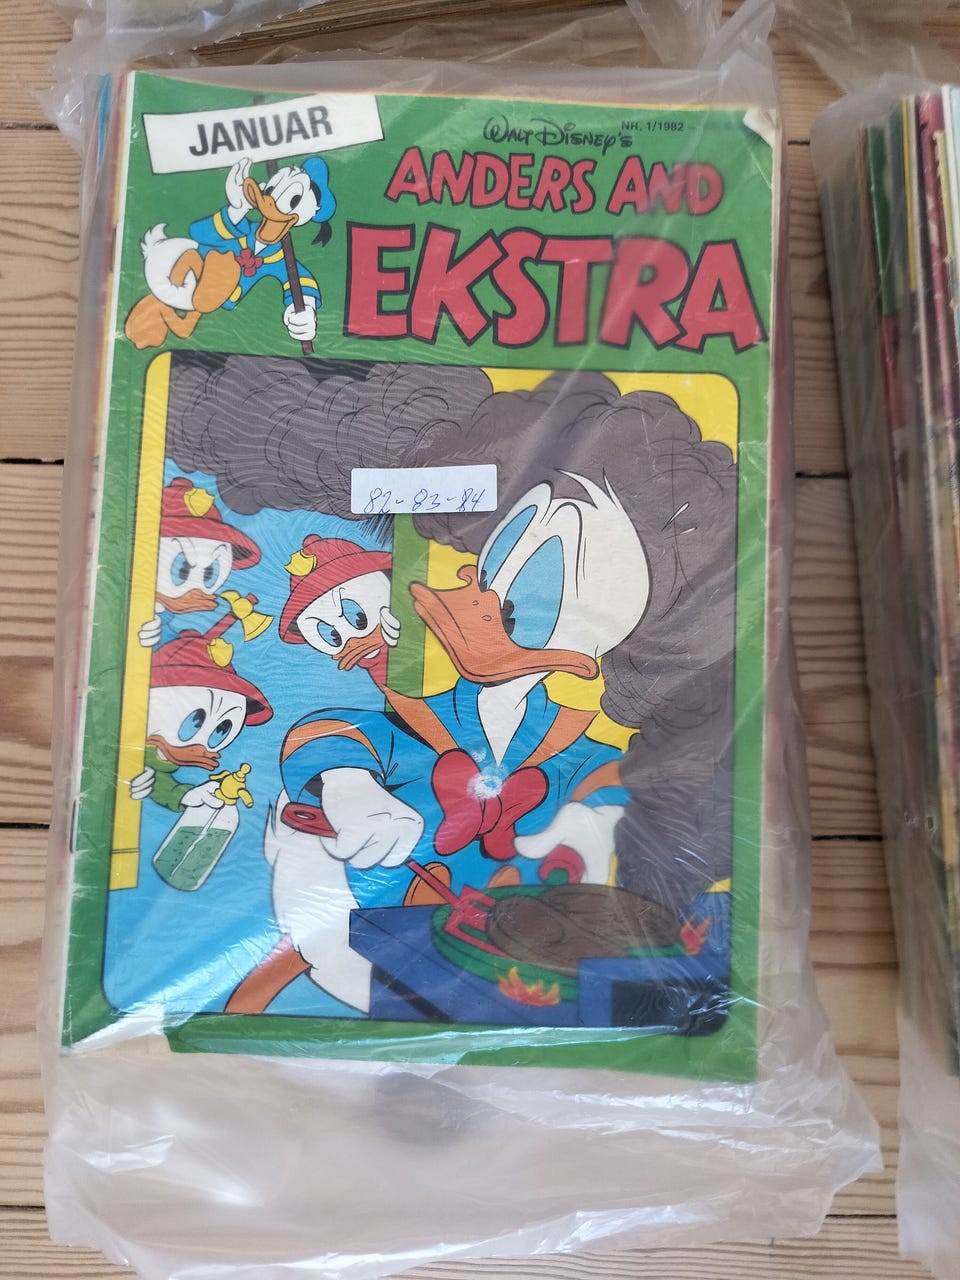 JANUAR
WALT DISNEY'S
NR. 1/1982 –
ANDERS AND
EKSTRA
82-83-84